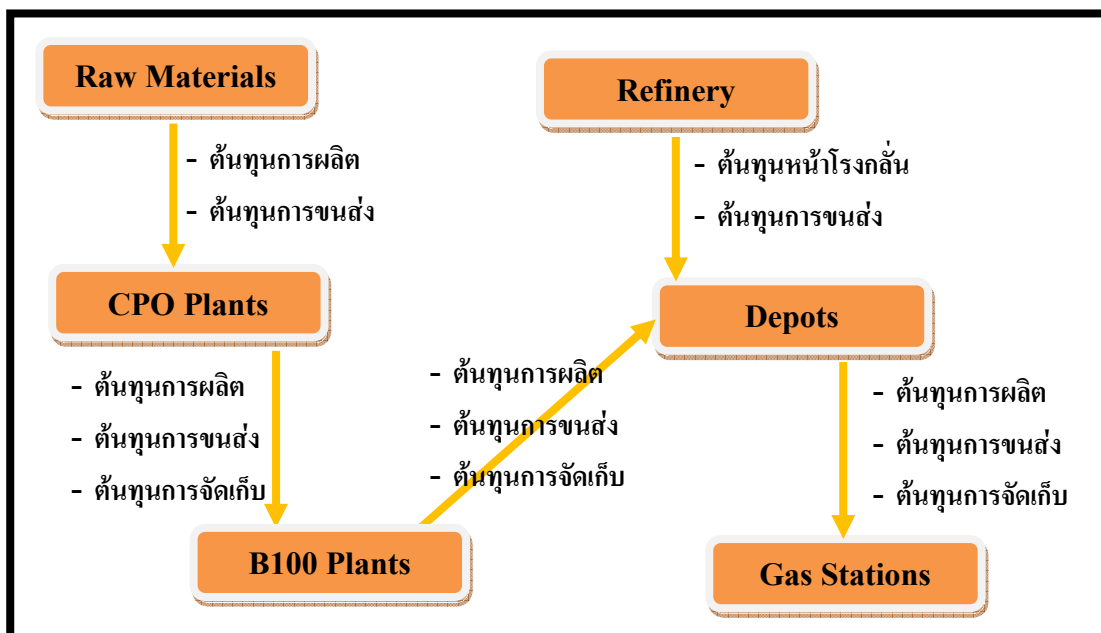 Raw Materials
- ต้นทุนการผลิต
- ต้นทุนการขนส่ง
CPO Plants
- ต้นทุนการผลิต
- ต้นทุนการขนส่ง
- ต้นทุนการจัดเก็บ
B100 Plants
- ต้นทุนการผลิต
- ต้นทุนการขนส่ง
- ต้นทุนการจัดเก็บ
Refinery
- ต้นทุนหน้าโรงกลั่น
- ต้นทุนการขนส่ง
Depots
- ต้นทุนการผลิต
- ต้นทุนการขนส่ง
- ต้นทุนการจัดเก็บ
Gas Stations